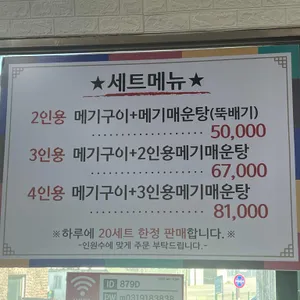 ★세트메뉴★
2인용 메기구이+메기매운탕(뚝배기)
50,000
3인용 메기구이+2인용메기매운탕
67,000
4인용 메기구이+3인용메기매운탕
81,000
※하루에 20세트 한정 판매합니다.※
-인원수에 맞게 주문 부탁드립니다.-
ID 879D
PW m0319183838